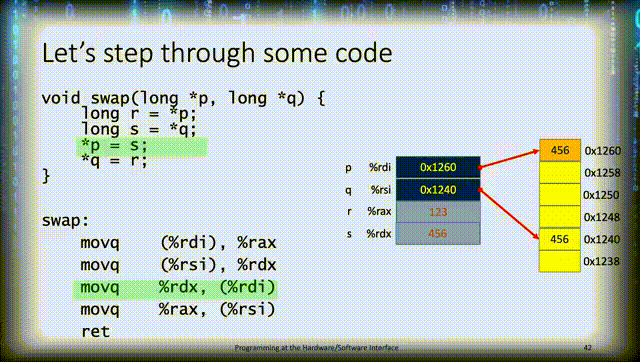 Let's step through some code
void swap(long *p, long *q) {
long r = *p;
long s = *q;
*p = s;
*q = r;
}
swap:
movq (%rdi), %rax
movq (%rsi), %rdx
movq %rdx, (%rdi)
movq %rax, (%rsi)
ret
p %rdi 0x1260
q %rsi 0x1240
r %rax 123
s %rdx 456
456 0x1260
0x1258
0x1250
0x1248
456 0x1240
0x1238
Programming at the Hardware/Software Interface 42